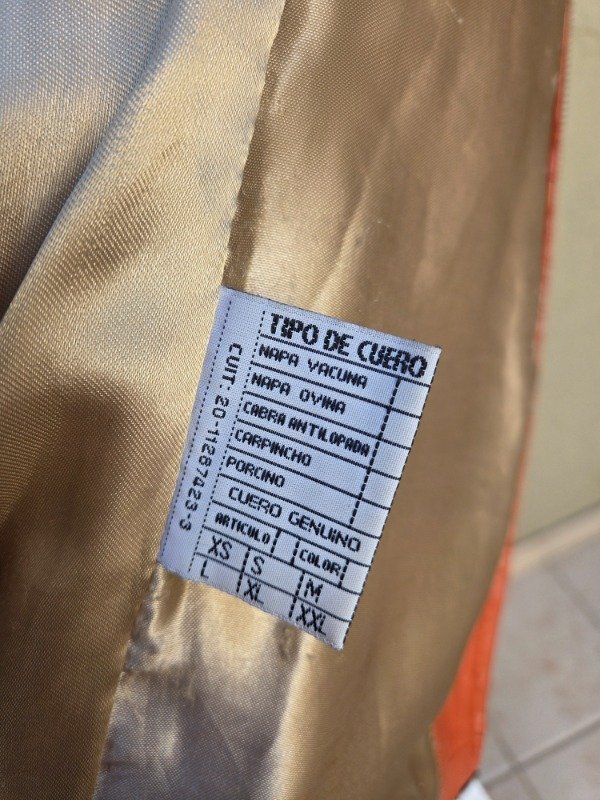 TIPO DE CUERO
NAPA VACUNA
NAPA OVINA
CABRA ANTILOPADA
CARPINCHO
PORCINO
CUERO GENUINO
ARTICULO COLOR
XS S M
L XL XXL
CUIT: 20-11287423-3